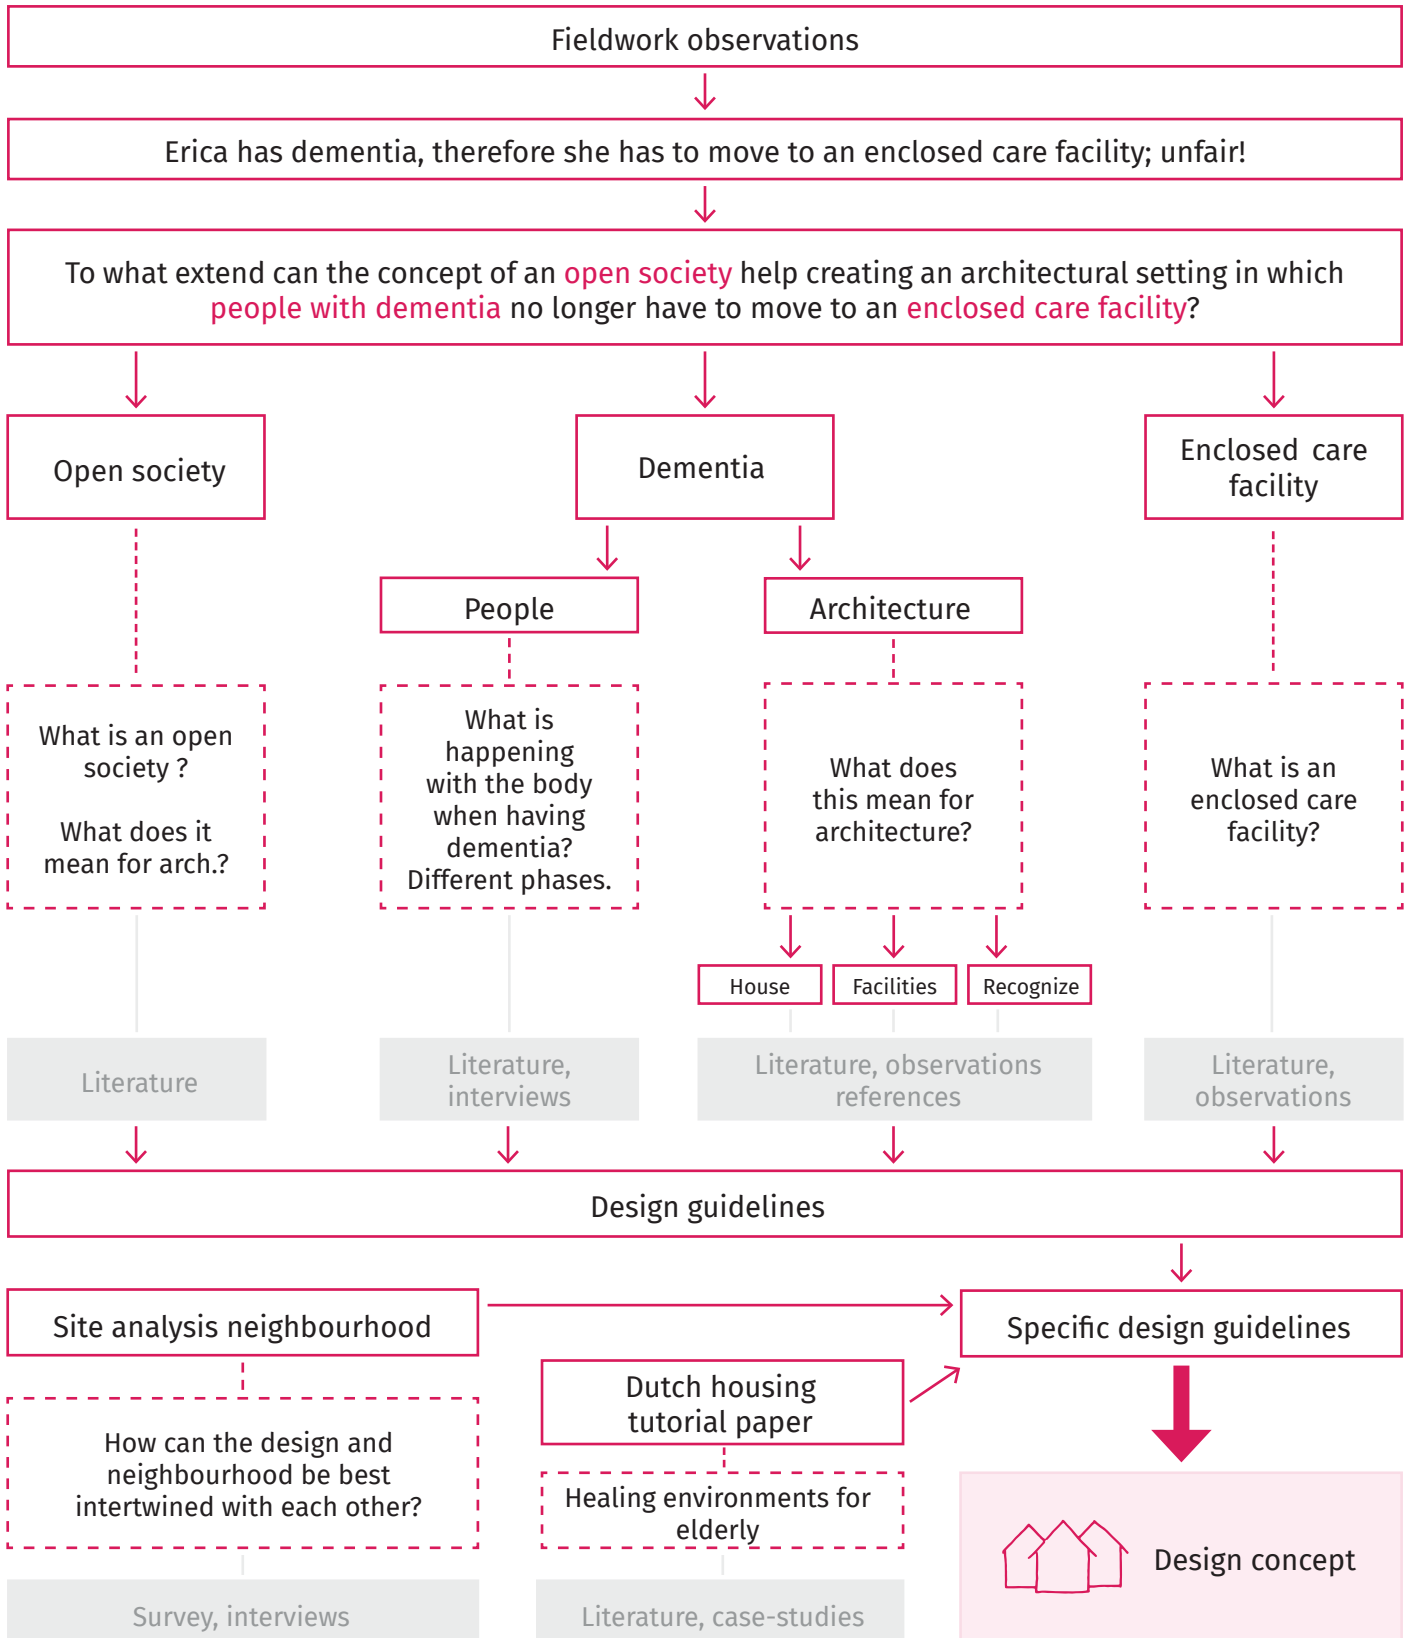 Fieldwork observations
Erica has dementia, therefore she has to move to an enclosed care facility; unfair!
To what extend can the concept of an open society help creating an architectural setting in which
people with dementia no longer have to move to an enclosed care facility?
Open society
Dementia
Enclosed care
facility
People
Architecture
What is an open
society ?
What does it
mean for arch.?
What is
happening
with the body
when having
dementia?
Different phases.
What does
this mean for
architecture?
What is an
enclosed care
facility?
House
Facilities
Recognize
Literature
Literature,
interviews
Literature, observations
references
Literature,
observations
Design guidelines
Site analysis neighbourhood
Specific design guidelines
Dutch housing
tutorial paper
How can the design and
neighbourhood be best
intertwined with each other?
Healing environments for
elderly
Design concept
Survey, interviews
Literature, case-studies